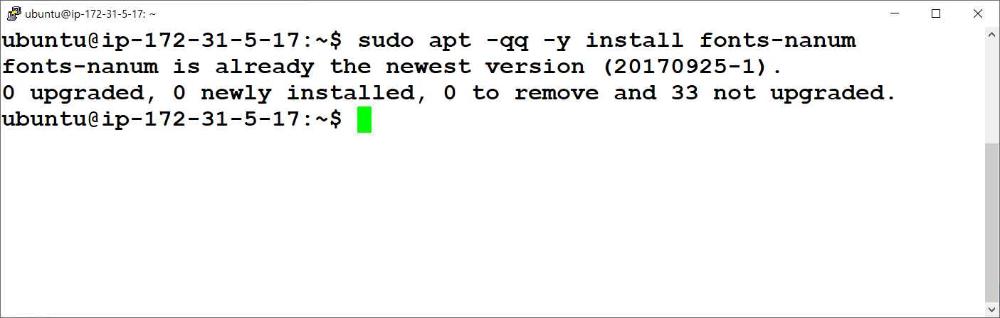 ubuntu@ip-172-31-5-17: ~
ubuntu@ip-172-31-5-17:~$ sudo apt -qq -y install fonts-nanum
fonts-nanum is already the newest version (20170925-1).
0 upgraded, 0 newly installed, 0 to remove and 33 not upgraded.
ubuntu@ip-172-31-5-17:~$